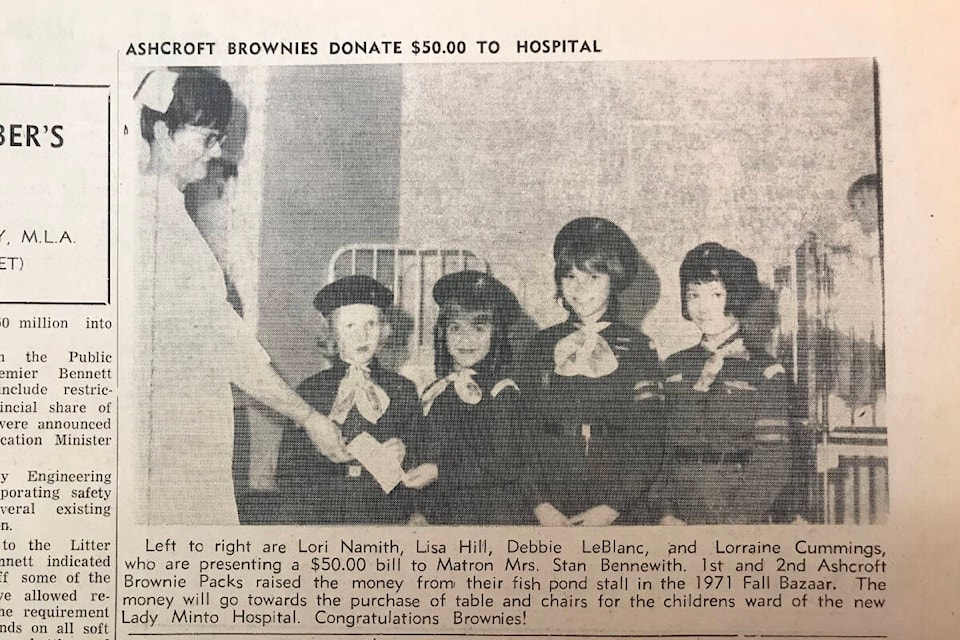 ASHCROFT BROWNIES DONATE $50.00 TO HOSPITAL
BER'S
Y, M.L.A.
ET)
0 million into
the Public
emier Bennett
include restric-
incial share of
were announced
cation Minister
y Engineering
porating safety
veral existing
n.
to the Litter
nnett indicated
ff some of the
ve allowed re-
he requirement
nds on all soft
Left to right are Lori Namith, Lisa Hill, Debbie LeBlanc, and Lorraine Cummings,
who are presenting a $50.00 bill to Matron Mrs. Stan Bennewith. 1st and 2nd Ashcroft
Brownie Packs raised the money from their fish pond stall in the 1971 Fall Bazaar. The
money will go towards the purchase of table and chairs for the childrens ward of the new
Lady Minto Hospital. Congratulations Brownies!